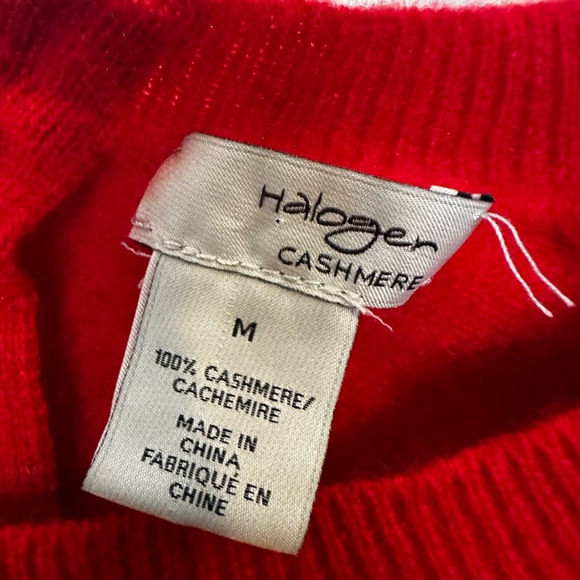 Halogen
CASHMERE
M
100% CASHMERE/
CACHEMIRE
MADE IN
CHINA
FABRIQUÉ EN
CHINE